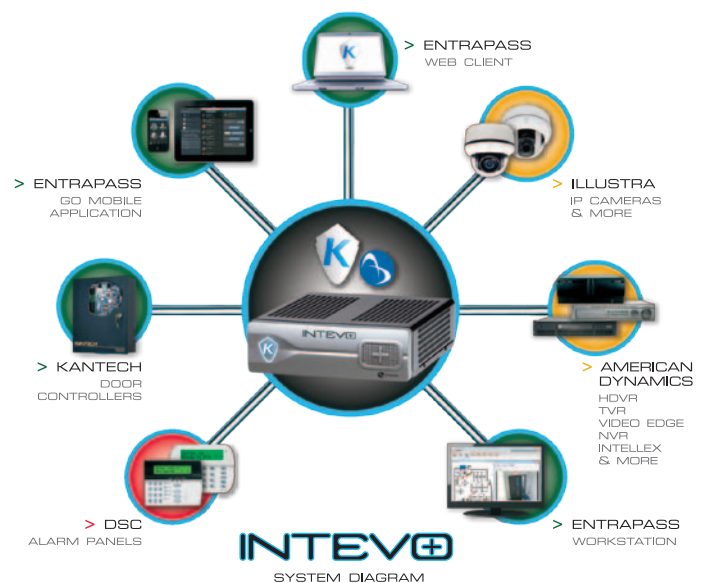 > ENTRAPASS
WEB CLIENT
> ENTRAPASS
GO MOBILE
APPLICATION
> ILLUSTRA
IP CAMERAS
& MORE
K
INTEVO
K
KANTECH
> KANTECH
DOOR
CONTROLLERS
> AMERICAN
DYNAMICS
HDVR
TVR
VIDEO EDGE
NVR
INTELLEX
& MORE
> DSC
ALARM PANELS
> ENTRAPASS
WORKSTATION
INTEVO
SYSTEM DIAGRAM